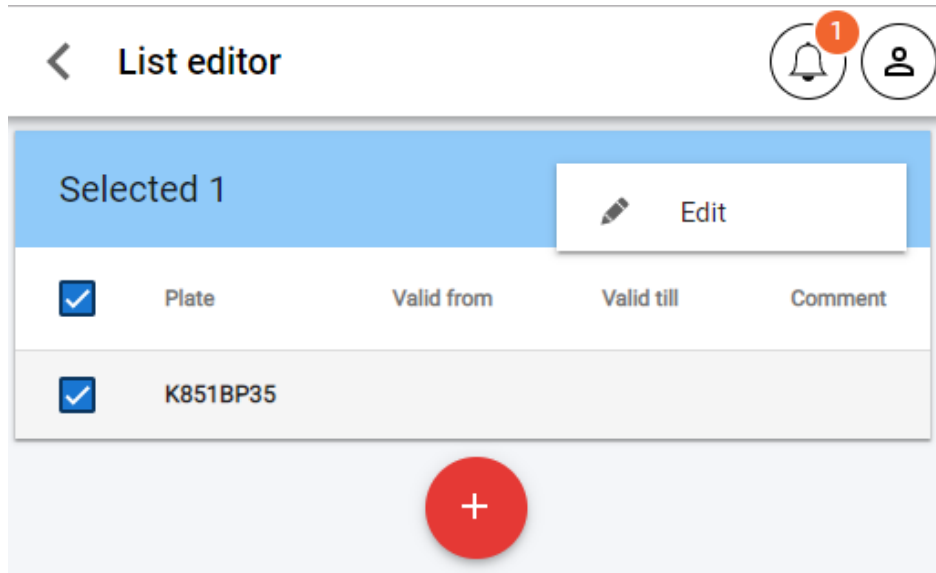 List editor
1
Selected 1
Edit
Plate Valid from Valid till Comment
K851BP35